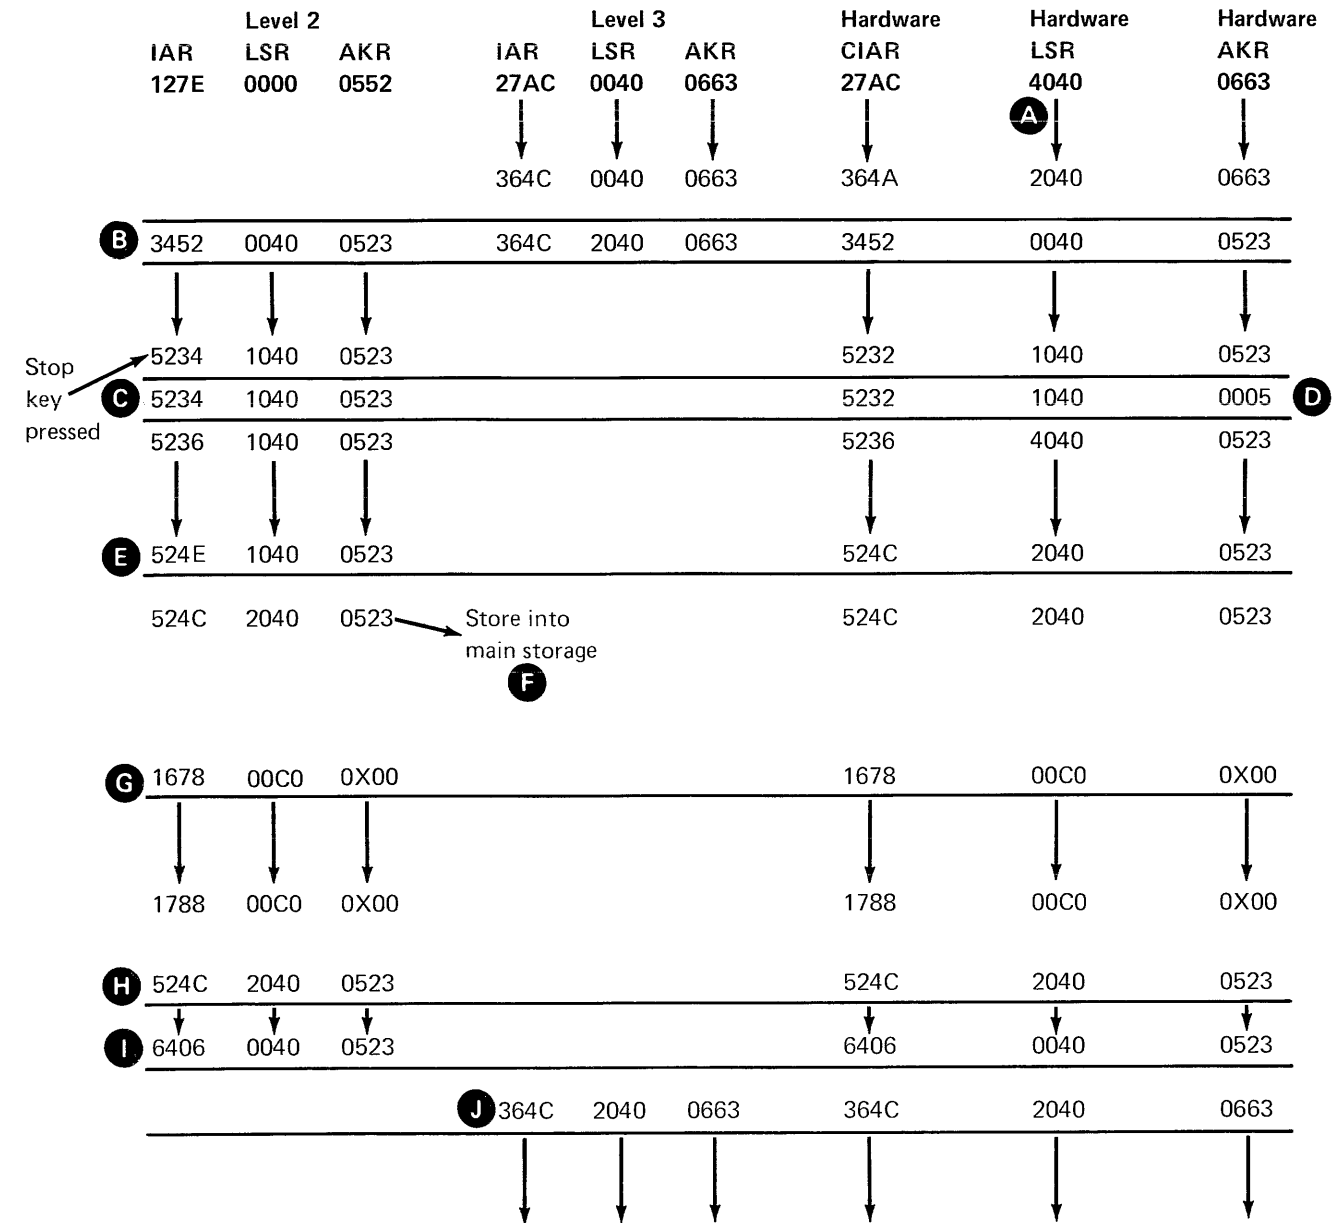 Level 2 Level 3 Hardware Hardware Hardware
IAR LSR AKR IAR LSR AKR CIAR LSR AKR
127E 0000 0552 27AC 0040 0663 27AC 4040 0663
A
364C 0040 0663 364A 2040 0663
B 3452 0040 0523 364C 2040 0663 3452 0040 0523
5234 1040 0523 5232 1040 0523
Stop
key
pressed
C 5234 1040 0523 5232 1040 0005 D
5236 1040 0523 5236 4040 0523
E 524E 1040 0523 524C 2040 0523
524C 2040 0523 Store into 524C 2040 0523
main storage
F
G 1678 00C0 0X00 1678 00C0 0X00
1788 00C0 0X00 1788 00C0 0X00
H 524C 2040 0523 524C 2040 0523
I 6406 0040 0523 6406 0040 0523
J 364C 2040 0663 364C 2040 0663